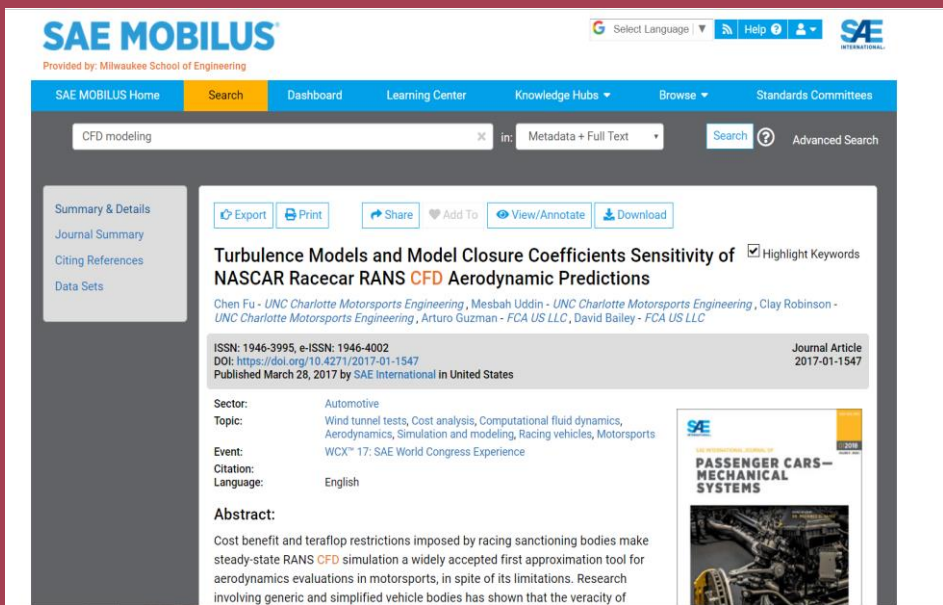 SAE MOBILUS
Provided by: Milwaukee School of Engineering
G Select Language ▼
Help
SAE
INTERNATIONAL
SAE MOBILUS Home Search Dashboard Learning Center Knowledge Hubs Browse Standards Committees
CFD modeling × in: Metadata + Full Text Search ? Advanced Search
Summary & Details
Journal Summary
Citing References
Data Sets
Export Print Share Add To View/Annotate Download
Turbulence Models and Model Closure Coefficients Sensitivity of
NASCAR Racecar RANS CFD Aerodynamic Predictions
Highlight Keywords
Chen Fu - UNC Charlotte Motorsports Engineering , Mesbah Uddin - UNC Charlotte Motorsports Engineering , Clay Robinson -
UNC Charlotte Motorsports Engineering , Arturo Guzman - FCA US LLC , David Bailey - FCA US LLC
ISSN: 1946-3995, e-ISSN: 1946-4002
DOI: https://doi.org/10.4271/2017-01-1547
Published March 28, 2017 by SAE International in United States
Journal Article
2017-01-1547
Sector: Automotive
Topic: Wind tunnel tests, Cost analysis, Computational fluid dynamics,
Aerodynamics, Simulation and modeling, Racing vehicles, Motorsports
Event: WCX™ 17: SAE World Congress Experience
Citation:
Language: English
SAE
INTERNATIONAL
2018
PASSENGER CARS—
MECHANICAL
SYSTEMS
Abstract:
Cost benefit and teraflop restrictions imposed by racing sanctioning bodies make
steady-state RANS CFD simulation a widely accepted first approximation tool for
aerodynamics evaluations in motorsports, in spite of its limitations. Research
involving generic and simplified vehicle bodies has shown that the veracity of